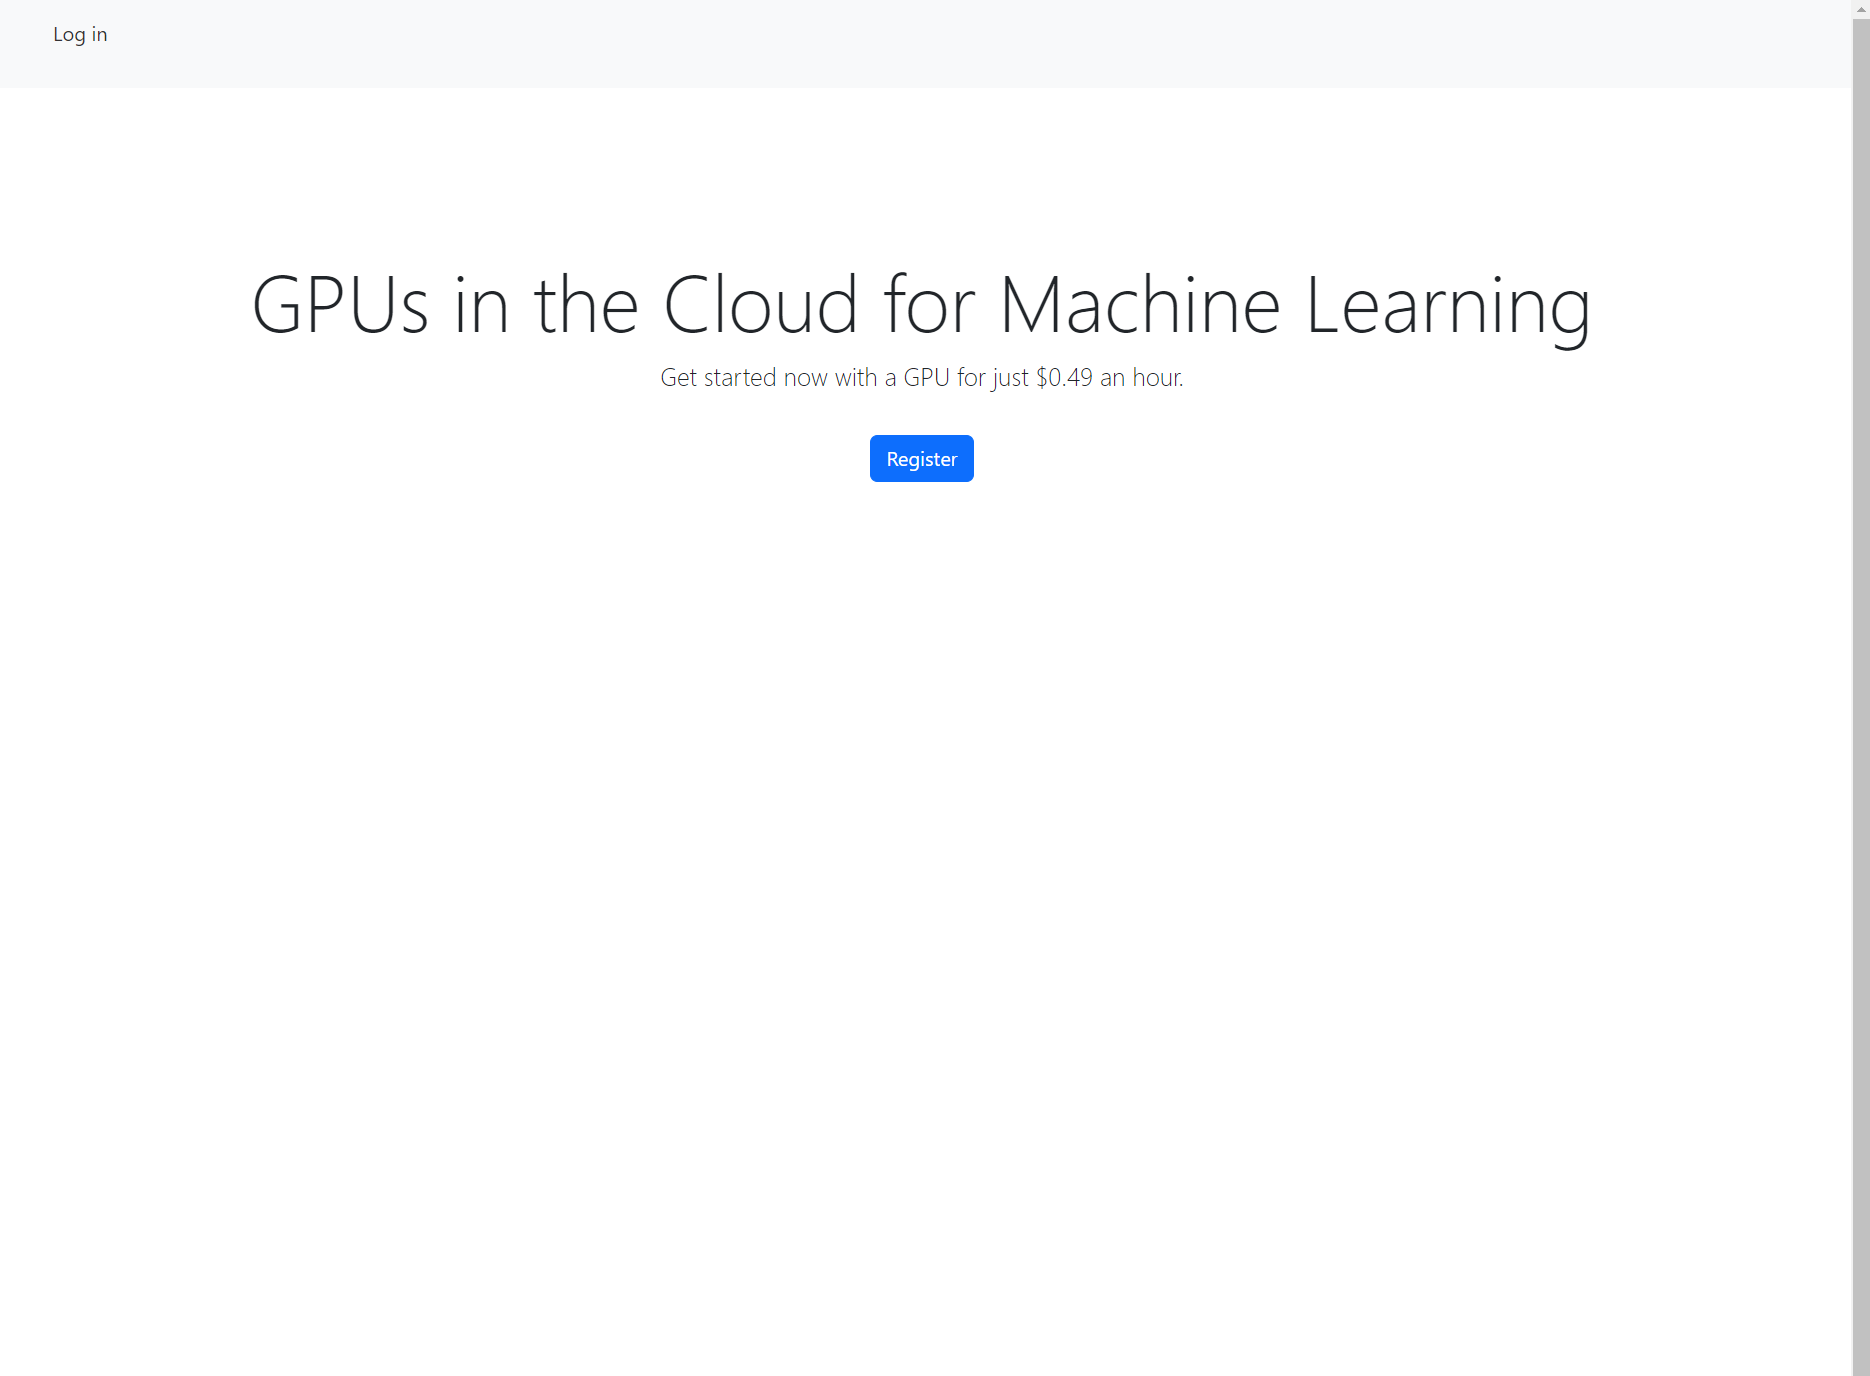 Log in
GPUs in the Cloud for Machine Learning
Get started now with a GPU for just $0.49 an hour.
Register